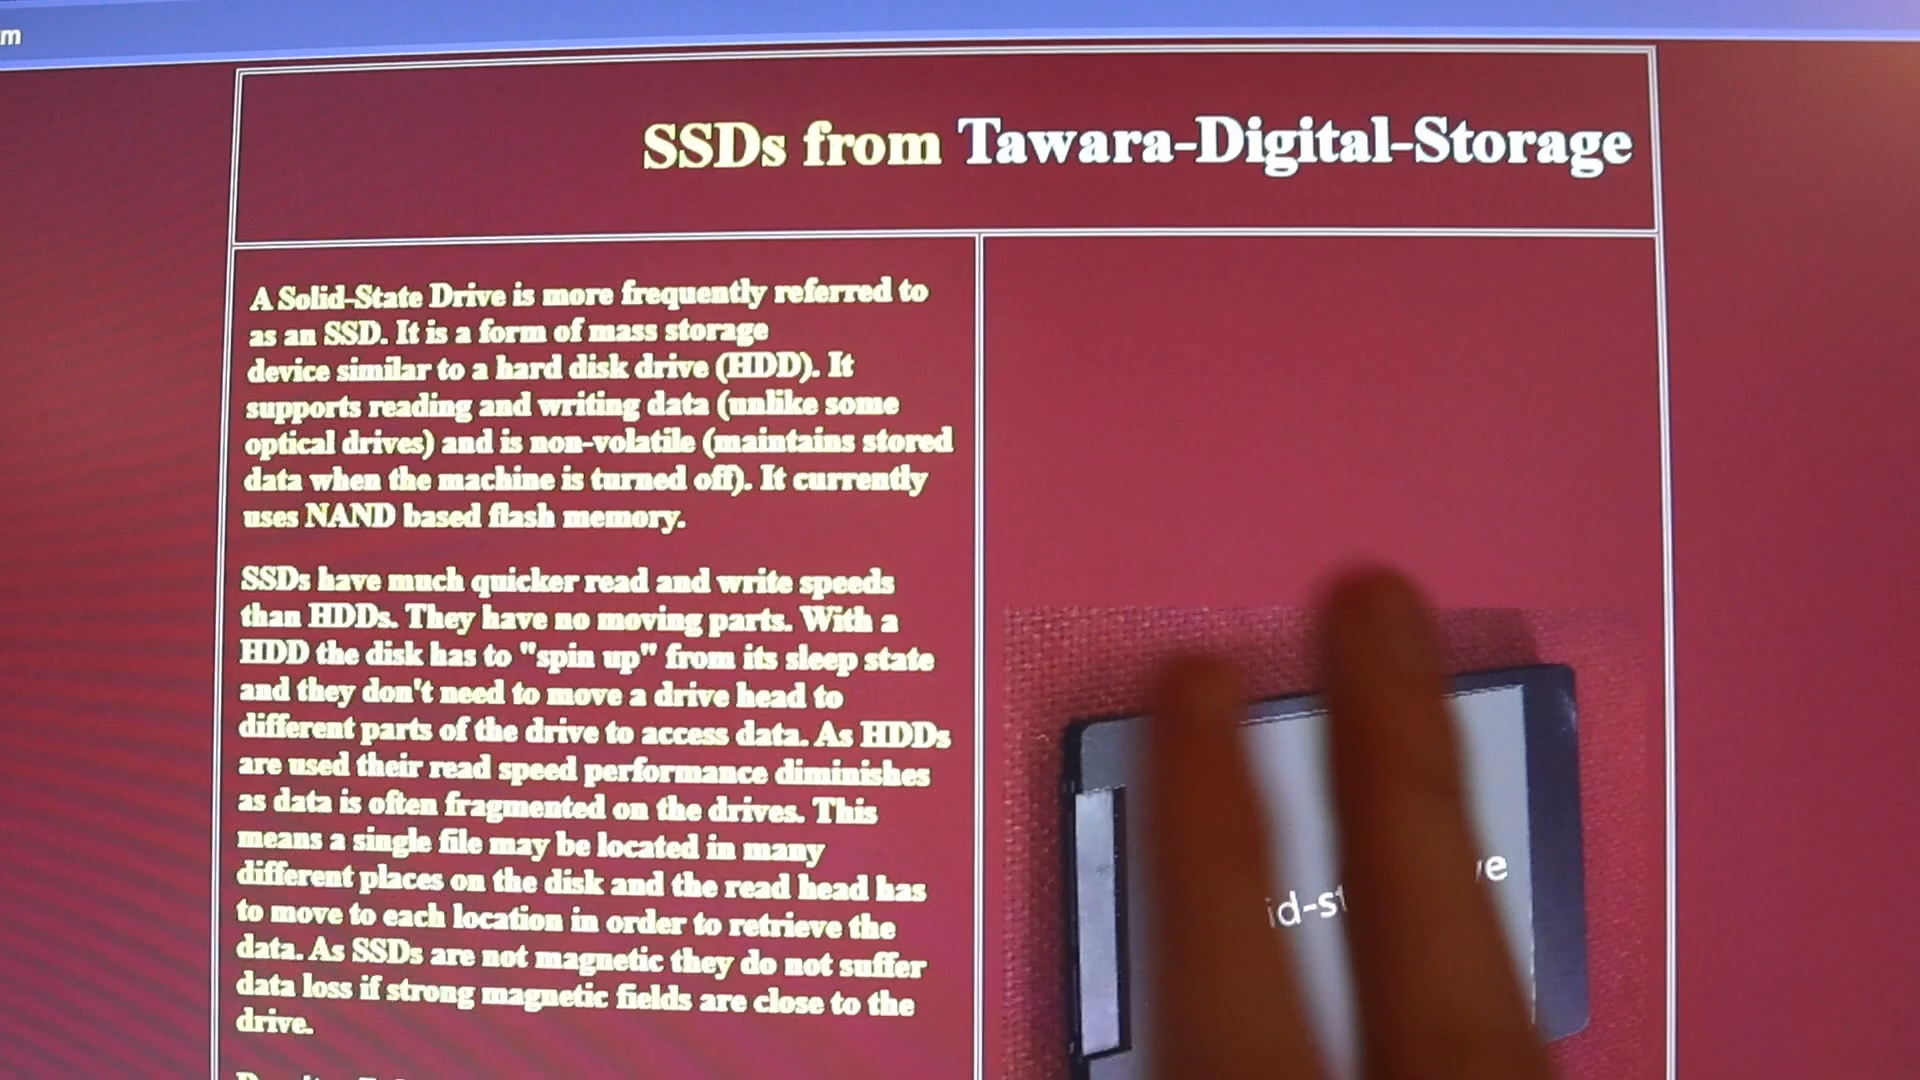 m
SSDs from Tawara-Digital-Storage
A Solid-State Drive is more frequently referred to
as an SSD. It is a form of mass storage
device similar to a hard disk drive (HDD). It
supports reading and writing data (unlike some
optical drives) and is non-volatile (maintains stored
data when the machine is turned off). It currently
uses NAND based flash memory.
SSDs have much quicker read and write speeds
than HDDs. They have no moving parts. With a
HDD the disk has to "spin up" from its sleep state
and they don't need to move a drive head to
different parts of the drive to access data. As HDDs
are used their read speed performance diminishes
as data is often fragmented on the drives. This
means a single file may be located in many
different places on the disk and the read head has
to move to each location in order to retrieve the
data. As SSDs are not magnetic they do not suffer
data loss if strong magnetic fields are close to the
drive.
id-st ve